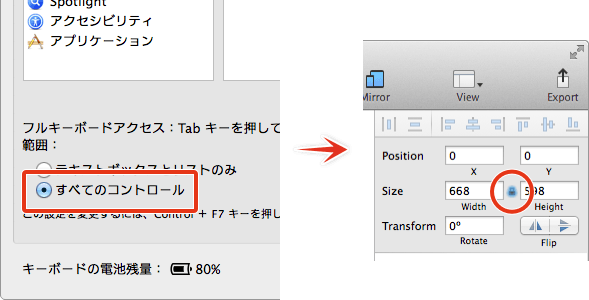 Spotlight
アクセシビリティ
アプリケーション
フルキーボードアクセス：Tab キーを押して
範囲：
テキストボックスとリストのみ
すべてのコントロール
この設定を変更するには、Control + F7 キーを押し
キーボードの電池残量： 80%
Mirror
View
Export
Position 0 0
X Y
Size 668 598
Width Height
Transform 0°
Rotate Flip